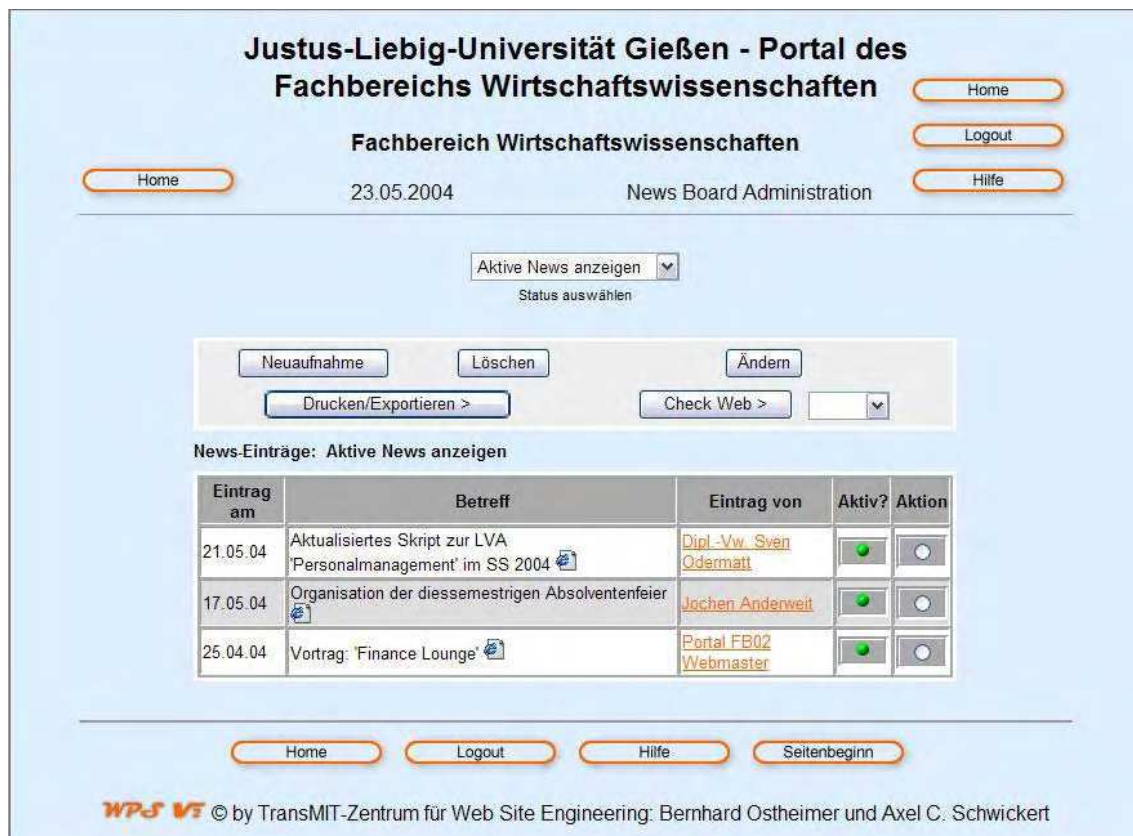 Justus-Liebig-Universität Gießen - Portal des
Fachbereichs Wirtschaftswissenschaften
Home
Fachbereich Wirtschaftswissenschaften
Logout
Home
23.05.2004 News Board Administration
Hilfe
Aktive News anzeigen
Status auswählen
Neuaufnahme Löschen Ändern
Drucken/Exportieren > Check Web >
News-Einträge: Aktive News anzeigen
Eintrag am Betreff Eintrag von Aktiv? Aktion
21.05.04 Aktualisiertes Skript zur LVA
'Personalmanagement' im SS 2004
Dipl.-Vw. Sven
Odermatt
17.05.04 Organisation der diessemestrigen Absolventenfeier Jochen Anderweit
25.04.04 Vortrag: 'Finance Lounge'
Portal FB02
Webmaster
Home Logout Hilfe Seitenbeginn
WPS V2 © by TransMIT-Zentrum für Web Site Engineering: Bernhard Ostheimer und Axel C. Schwickert